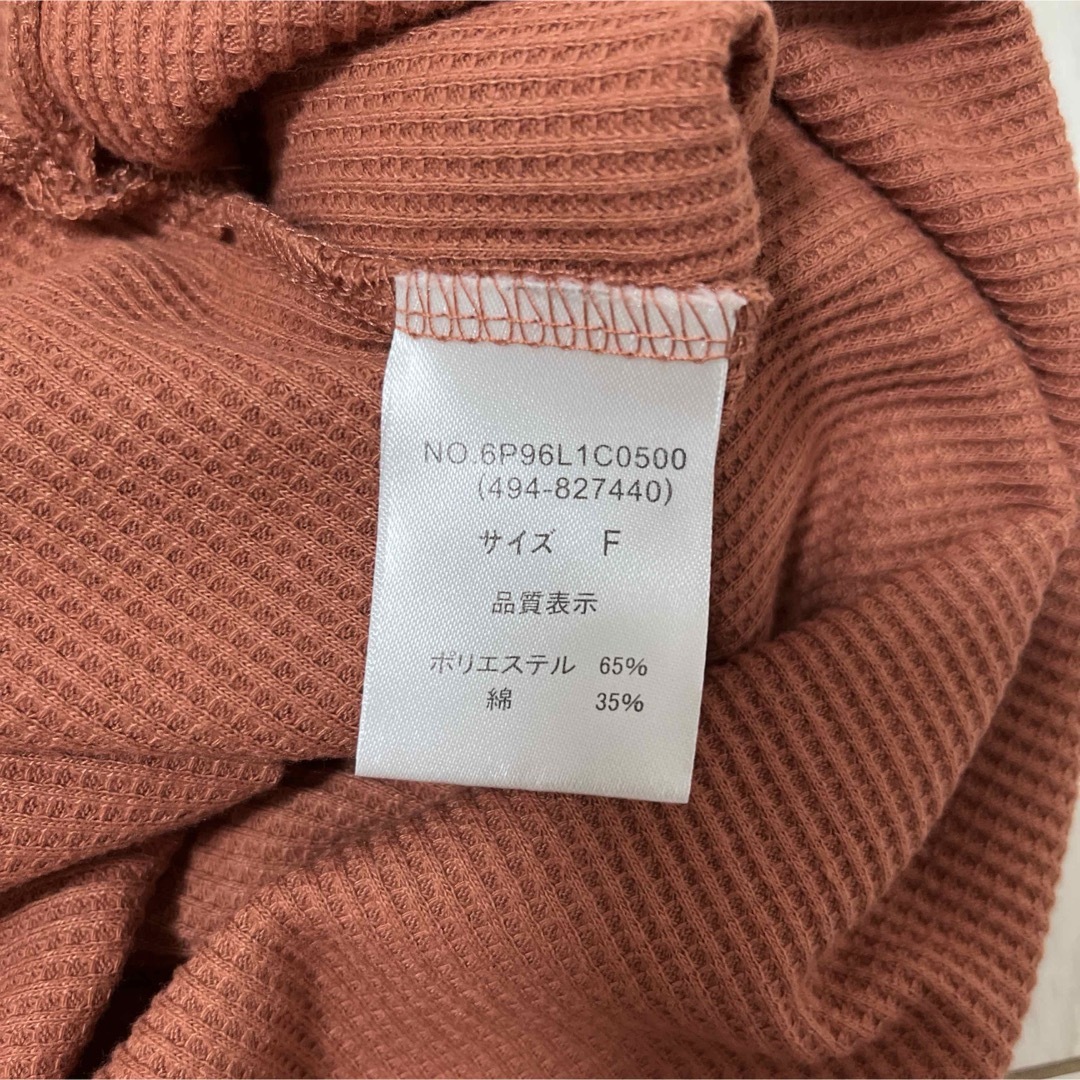 NO.6P96L1C0500
(494-827440)
サイズ F
品質表示
ポリエステル 65%
綿 35%